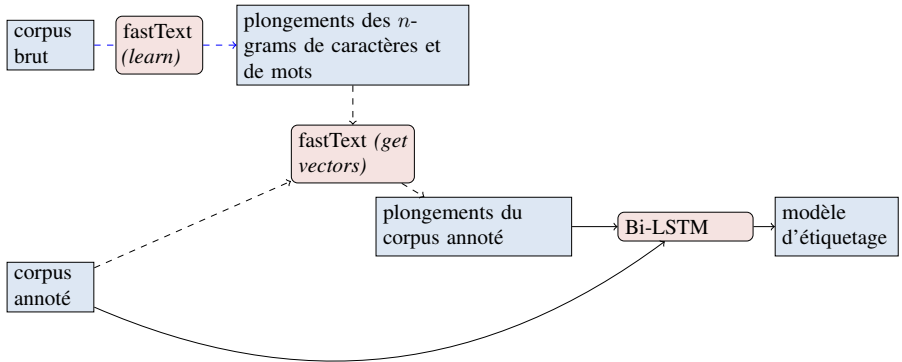 corpus
brut
fastText
(learn)
plongements des n-
grams de caractères et
de mots
fastText (get
vectors)
plongements du
corpus annoté
Bi-LSTM
modèle
d'étiquetage
corpus
annoté